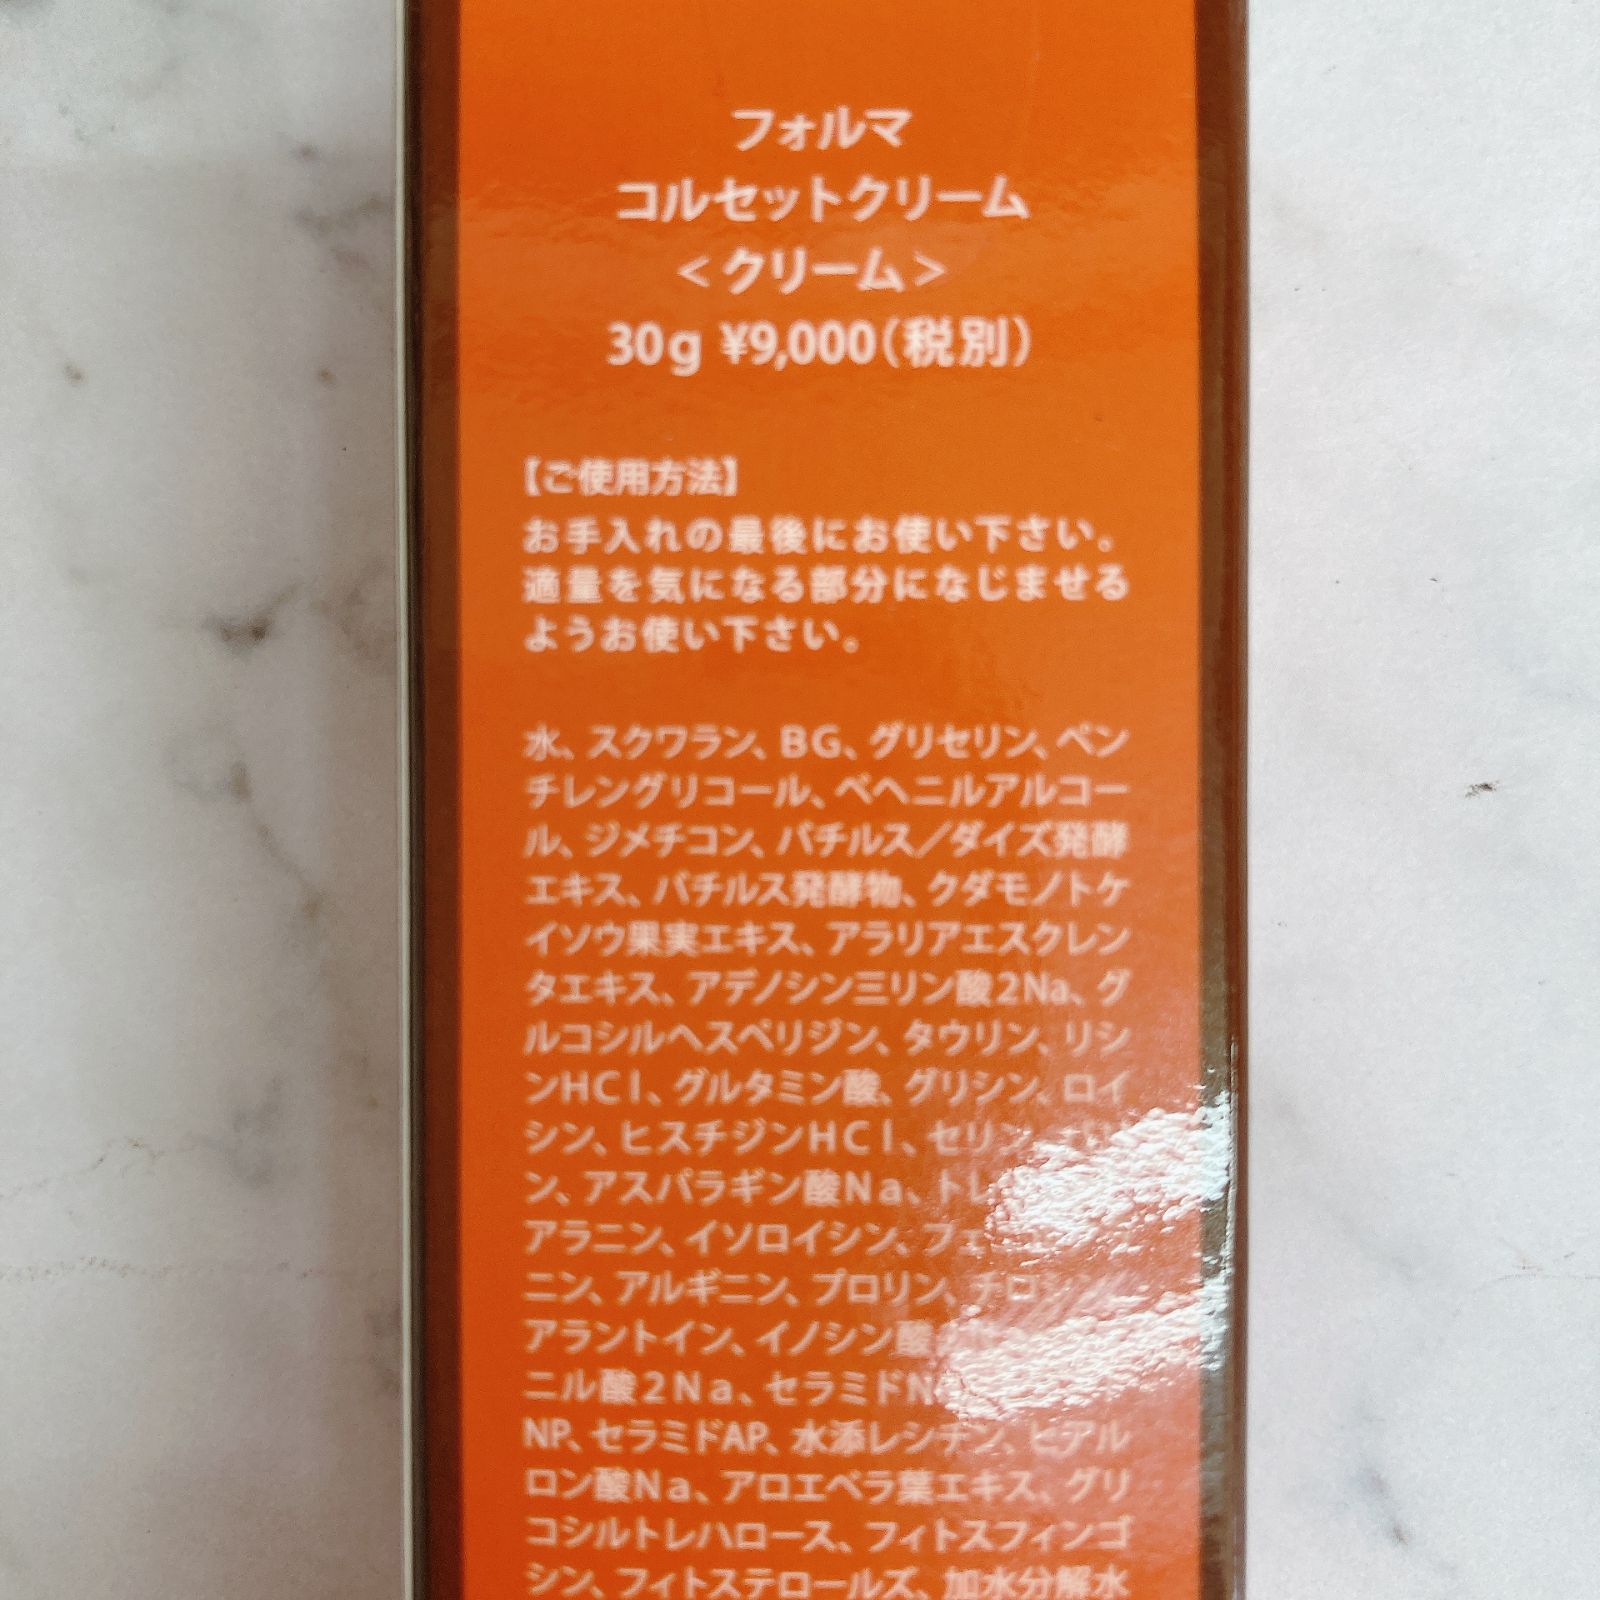 フォルマ
コルセットクリーム
<クリーム>
30g ¥9,000(税別)
【ご使用方法】
お手入れの最後にお使い下さい。
適量を気になる部分になじませる
ようお使い下さい。
水、スクワラン、BG、グリセリン、ペン
チレングリコール、ベヘニルアルコー
ル、ジメチコン、バチルス/ダイズ発酵
エキス、バチルス発酵物、クダモノトケ
イソウ果実エキス、アラリアエスクレン
タエキス、アデノシン三リン酸2Na、グ
ルコシルヘスペリジン、タウリン、リシ
ンHCl、グルタミン酸、グリシン、ロイ
シン、ヒスチジンHCl、セリン、
ン、アスパラギン酸Na、トレ
アラニン、イソロイシン、フェ
ニン、アルギニン、プロリン、チロシン、
アラントイン、イノシン酸
ニル酸2Na、セラミドN
NP、セラミドAP、水添レシチン、ヒアル
ロン酸Na、アロエベラ葉エキス、グリ
コシルトレハロース、フィトスフィンゴ
シン、フィトステロールズ、加水分解水